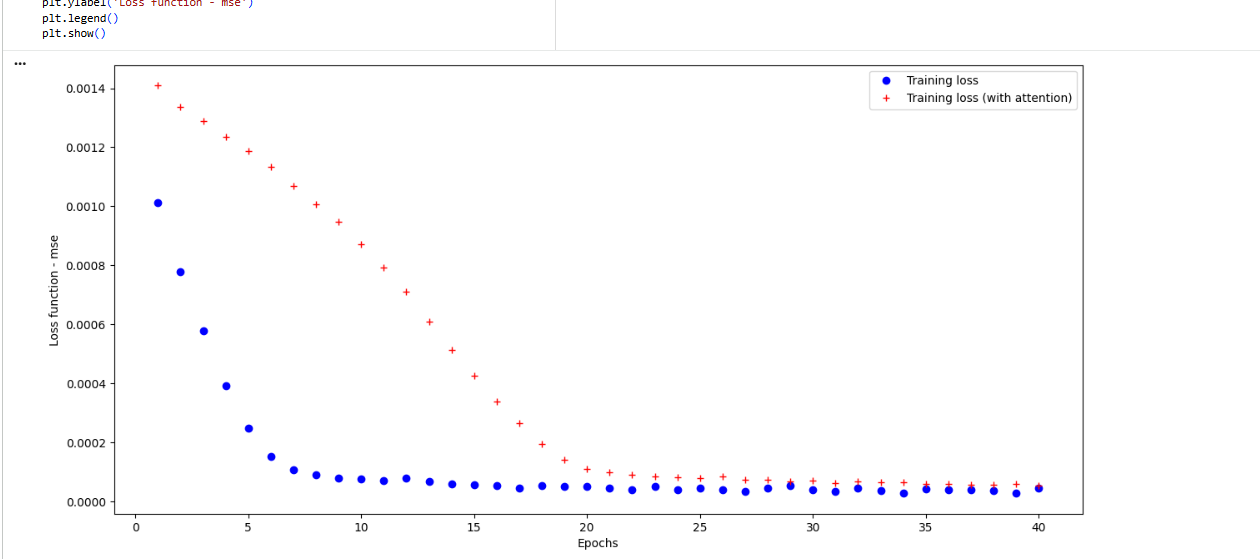 plt.ylabel('Loss function - mse')
plt.legend()
plt.show()
...
Training loss
Training loss (with attention)
0.0014
0.0012
0.0010
0.0008
0.0006
0.0004
0.0002
0.0000
Loss function - mse
0 5 10 15 20 25 30 35 40
Epochs